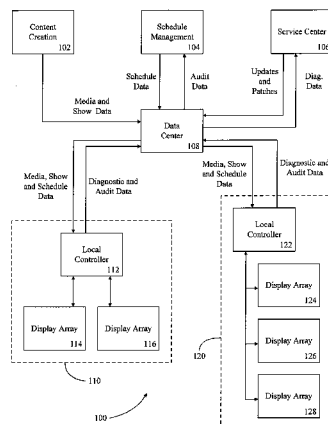 Content
Creation
102
Schedule
Management
104
Service Center
106
Schedule
Data
Audit
Data
Updates
and
Patches
Diag.
Data
Media and
Show Data
Data
Center
108
Media, Show
and Schedule
Data
Diagnostic and
Audit Data
Media, Show
and Schedule
Data
Diagnostic and
Audit Data
Local
Controller
112
Local
Controller
122
Display Array
114
Display Array
116
Display Array
124
Display Array
126
Display Array
128
110
120
100